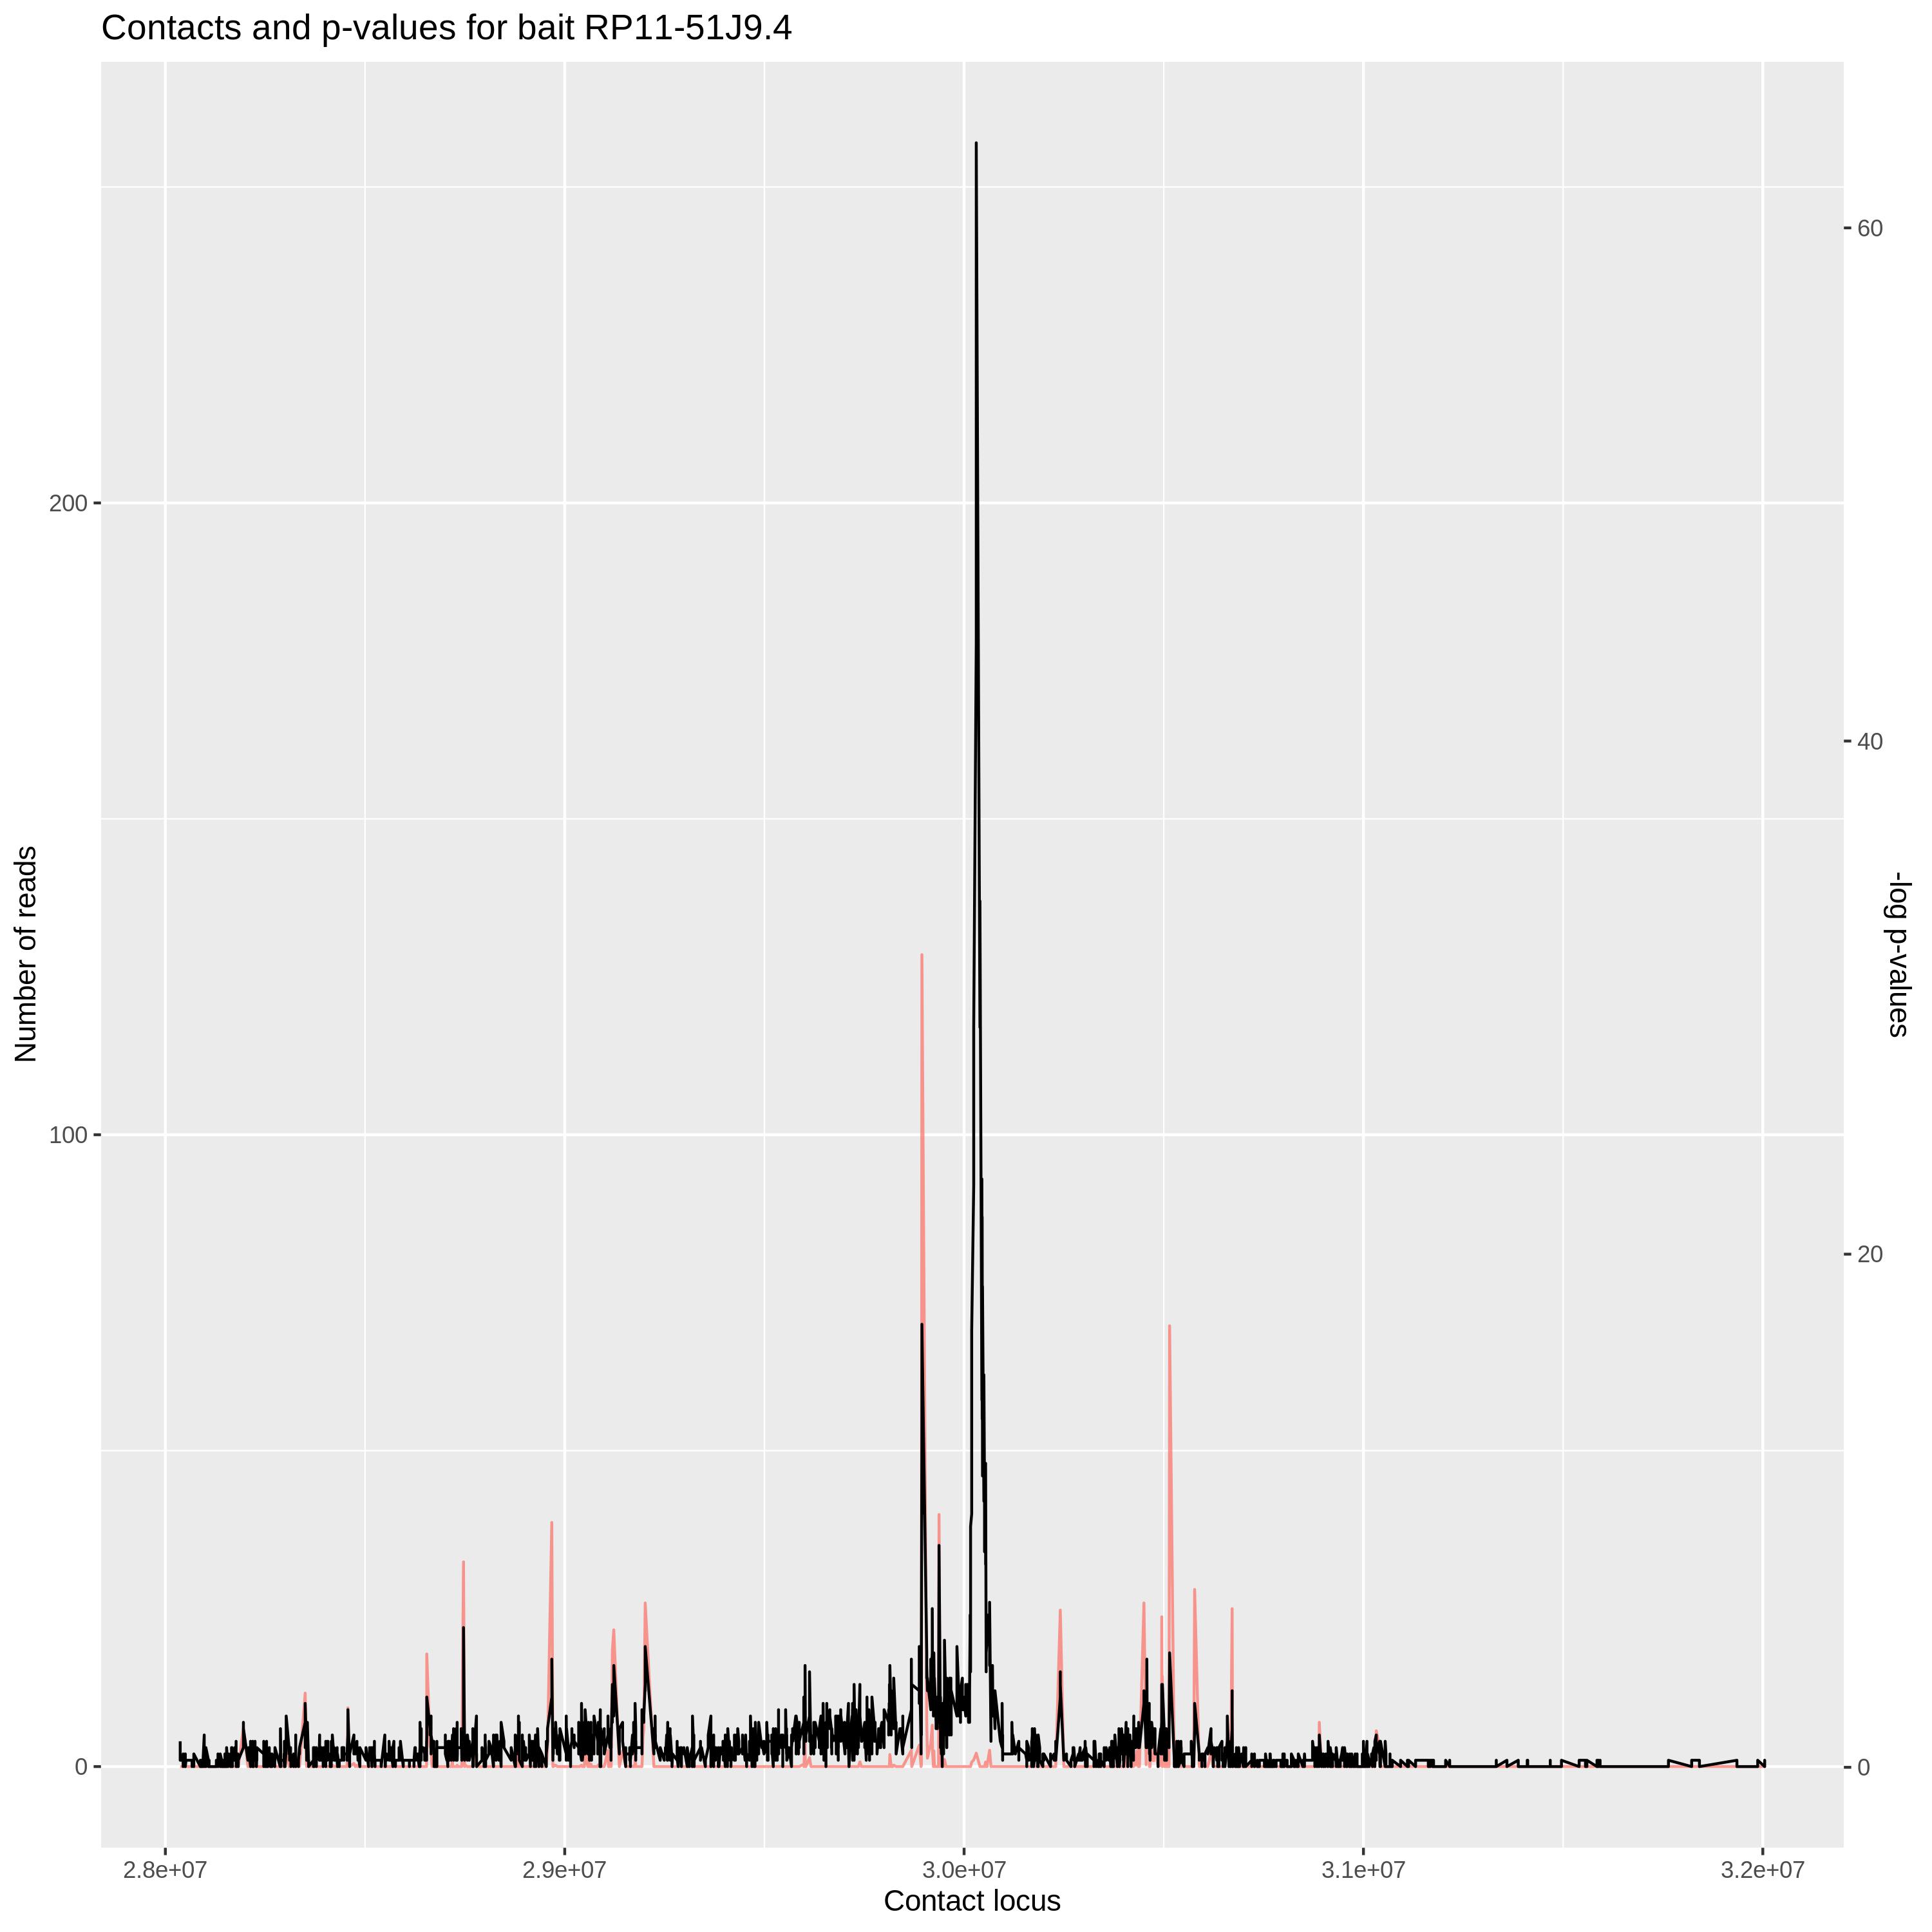 Contacts and p-values for bait RP11-51J9.4
Number of reads
200
100
0
60
40
20
0
-log p-values
2.8e+07
2.9e+07
3.0e+07
3.1e+07
3.2e+07
Contact locus